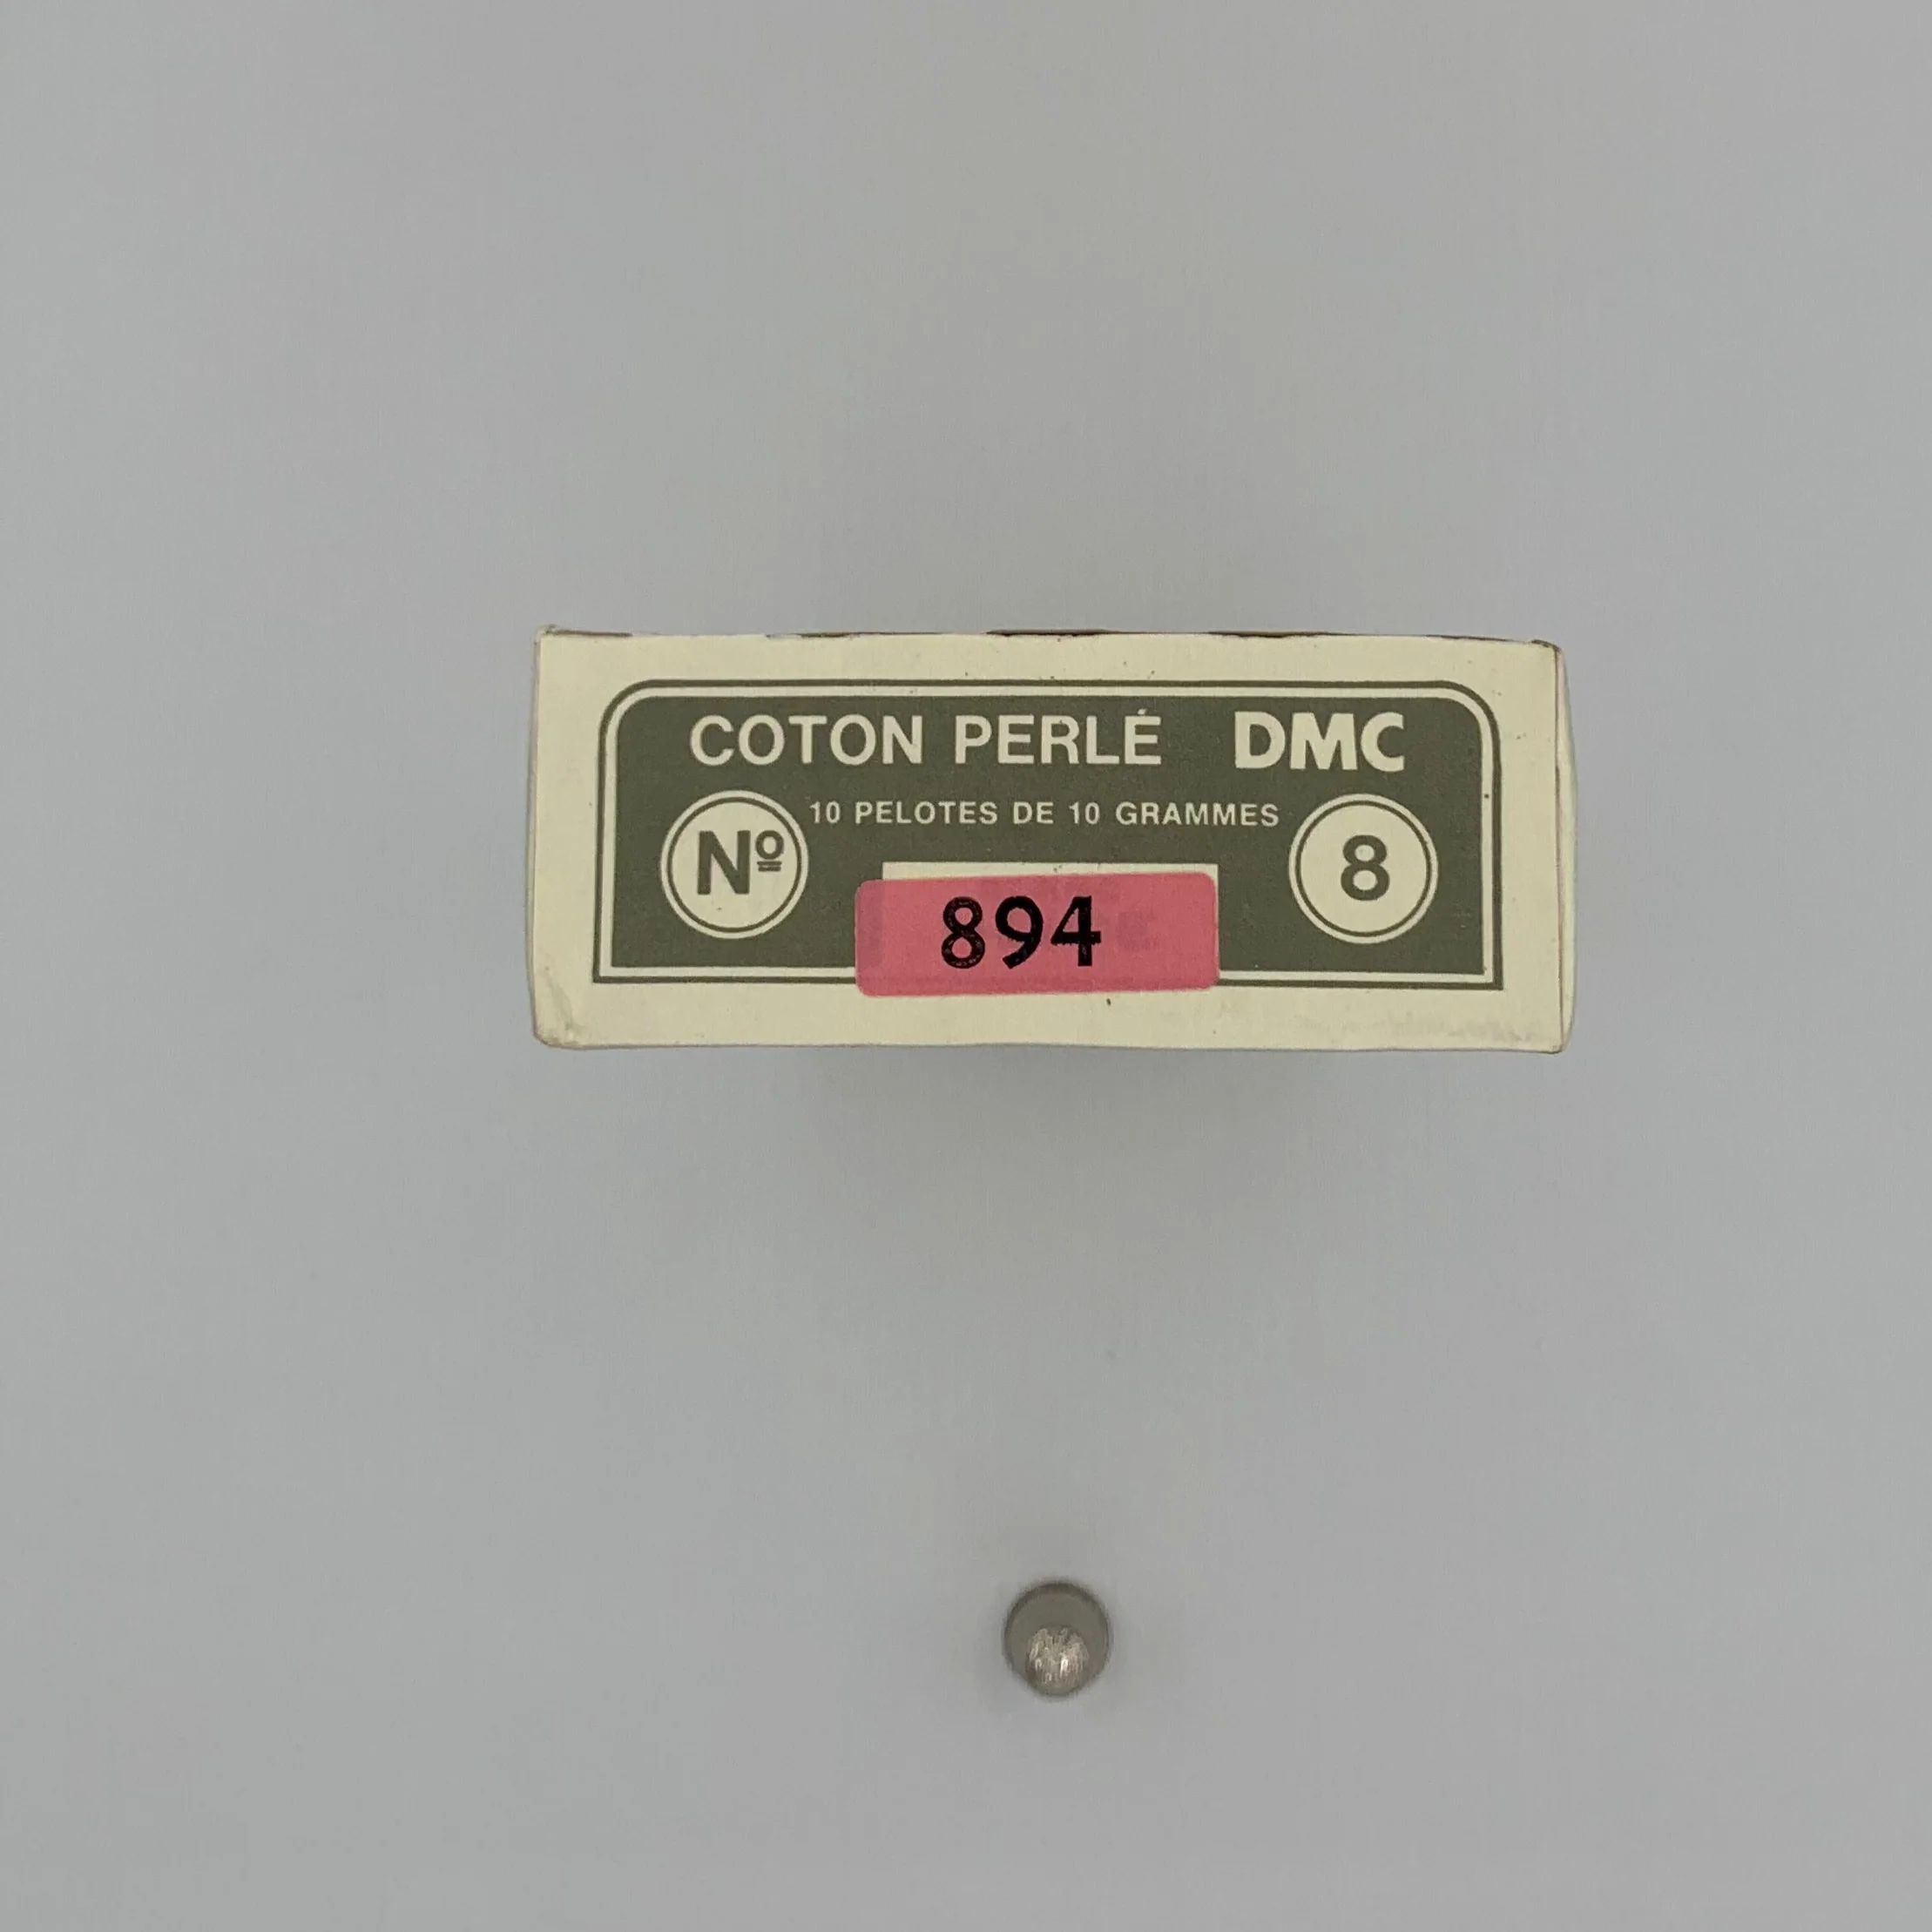 COTON PERLÉ DMC
10 PELOTES DE 10 GRAMMES
Nº 8
894